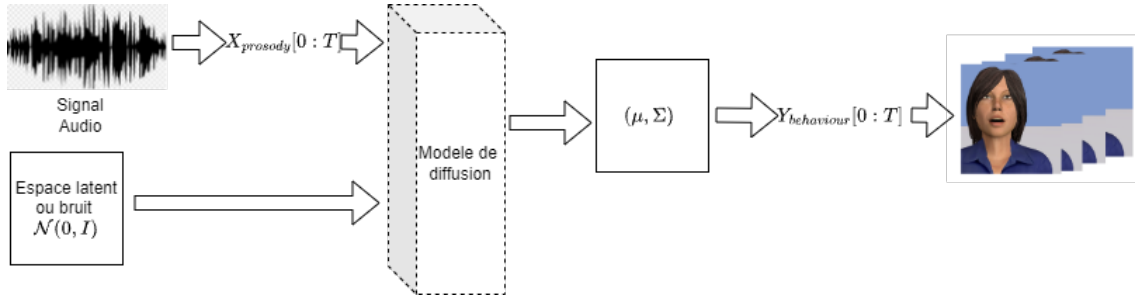 X_{prosody}[0 : T]
Signal
Audio
Espace latent
ou bruit
𝒩(0, I)
Modele de
diffusion
(μ, Σ)
Y_{behaviour}[0 : T]